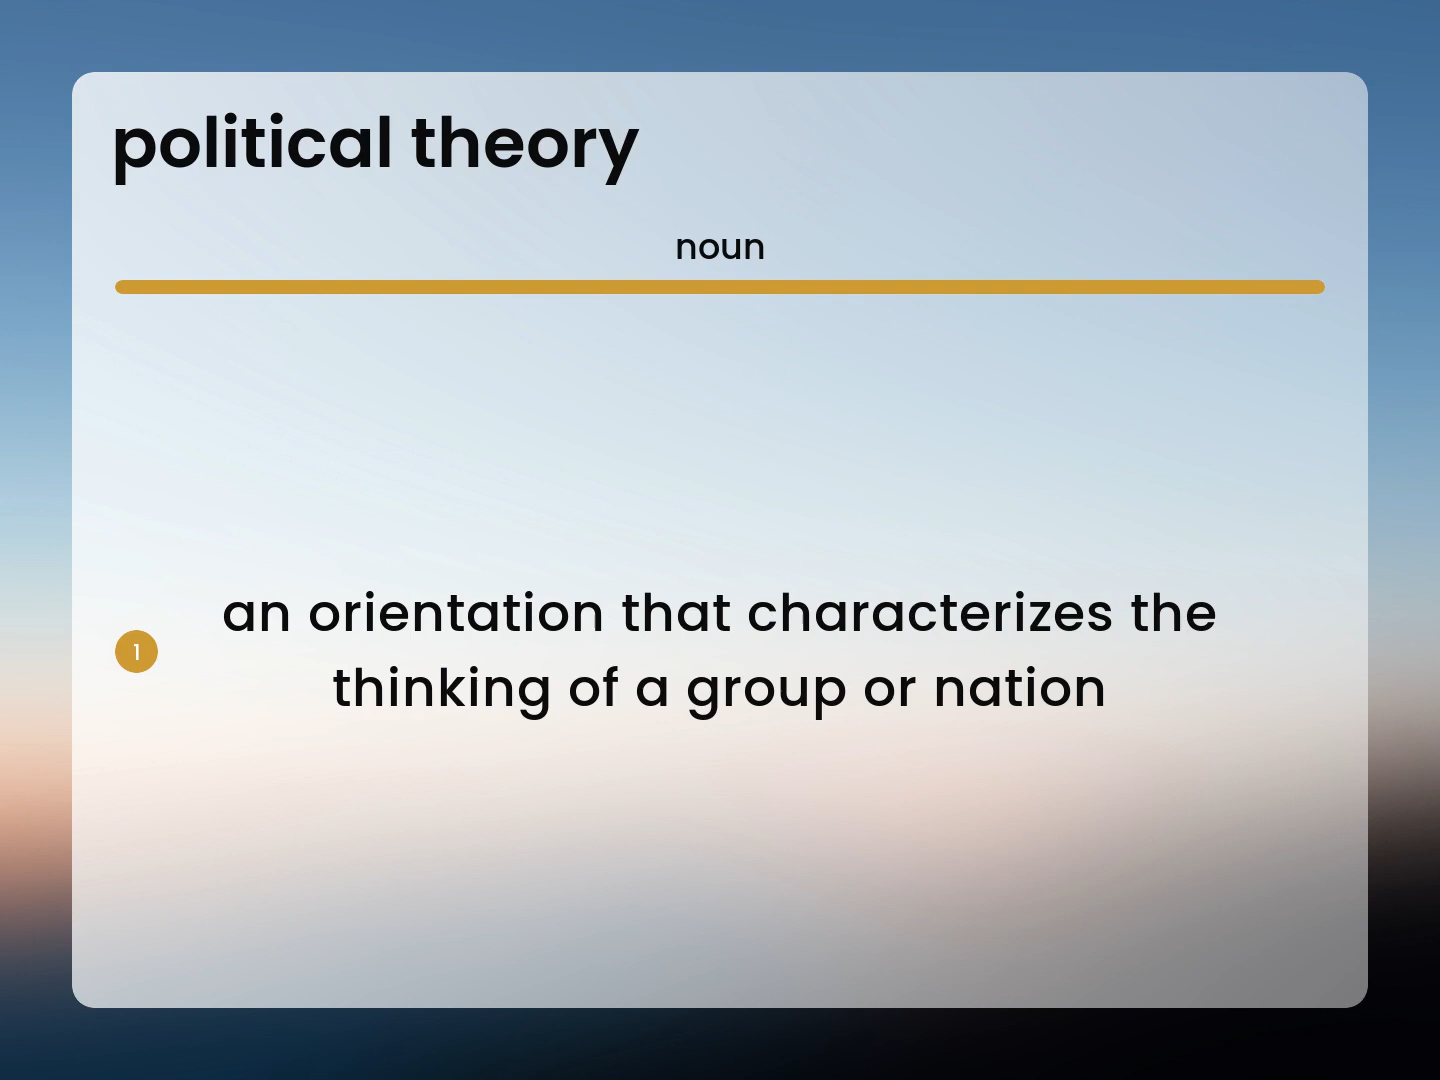 political theory
noun
1
an orientation that characterizes the
thinking of a group or nation